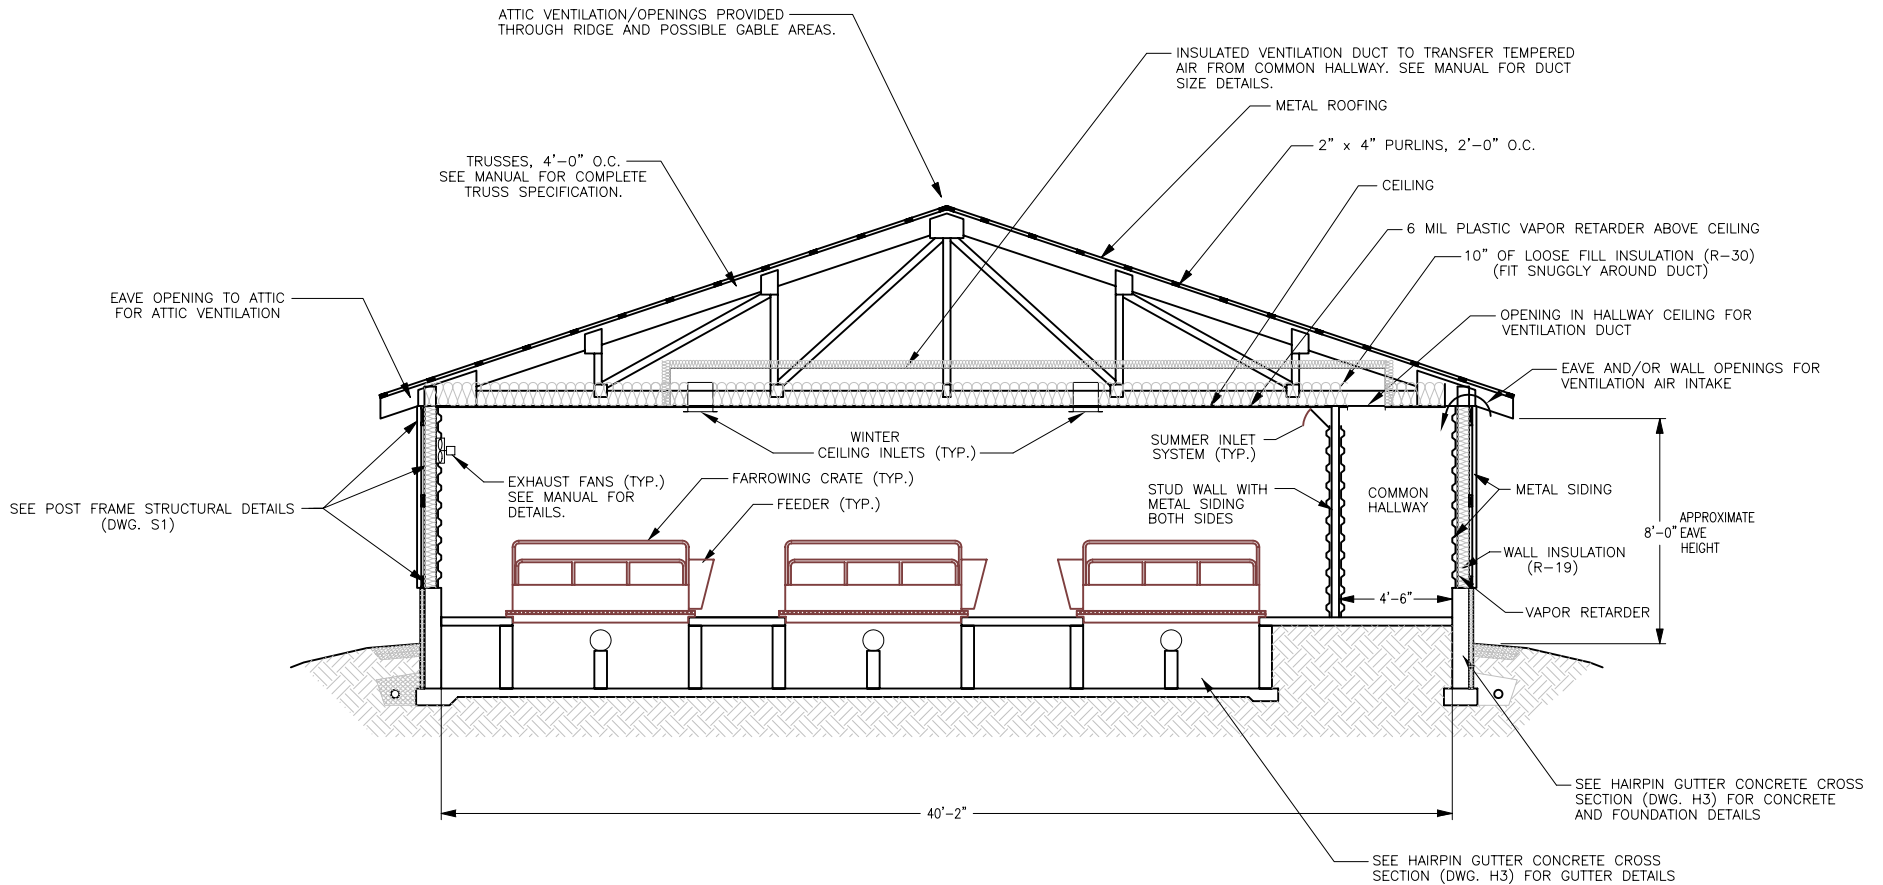 ATTIC VENTILATION/OPENINGS PROVIDED
THROUGH RIDGE AND POSSIBLE GABLE AREAS.
INSULATED VENTILATION DUCT TO TRANSFER TEMPERED
AIR FROM COMMON HALLWAY. SEE MANUAL FOR DUCT
SIZE DETAILS.
METAL ROOFING
2" x 4" PURLINS, 2'-0" O.C.
TRUSSES, 4'-0" O.C.
SEE MANUAL FOR COMPLETE
TRUSS SPECIFICATION.
CEILING
6 MIL PLASTIC VAPOR RETARDER ABOVE CEILING
10" OF LOOSE FILL INSULATION (R-30)
(FIT SNUGGLY AROUND DUCT)
EAVE OPENING TO ATTIC
FOR ATTIC VENTILATION
OPENING IN HALLWAY CEILING FOR
VENTILATION DUCT
EAVE AND/OR WALL OPENINGS FOR
VENTILATION AIR INTAKE
WINTER
CEILING INLETS (TYP.)
SUMMER INLET
SYSTEM (TYP.)
EXHAUST FANS (TYP.)
SEE MANUAL FOR
DETAILS.
FARROWING CRATE (TYP.)
FEEDER (TYP.)
STUD WALL WITH
METAL SIDING
BOTH SIDES
COMMON
HALLWAY
METAL SIDING
SEE POST FRAME STRUCTURAL DETAILS
(DWG. S1)
8'-0" APPROXIMATE
EAVE
HEIGHT
WALL INSULATION
(R-19)
4'-6"
VAPOR RETARDER
40'-2"
SEE HAIRPIN GUTTER CONCRETE CROSS
SECTION (DWG. H3) FOR CONCRETE
AND FOUNDATION DETAILS
SEE HAIRPIN GUTTER CONCRETE CROSS
SECTION (DWG. H3) FOR GUTTER DETAILS